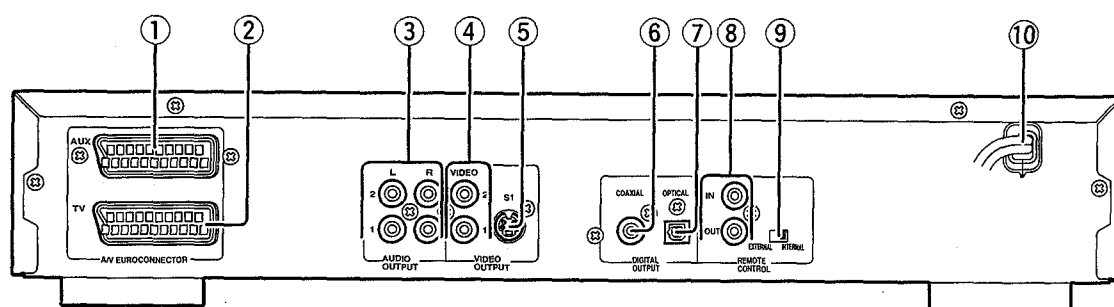 ① ② ③ ④ ⑤ ⑥ ⑦ ⑧ ⑨ ⑩
AUX
TV
A/V EUROCONNECTOR
L R
2
1
AUDIO
OUTPUT
VIDEO
2
1
S1
VIDEO
OUTPUT
COAXIAL OPTICAL
DIGITAL
OUTPUT
IN
OUT
EXTERNAL INTERNAL
REMOTE
CONTROL